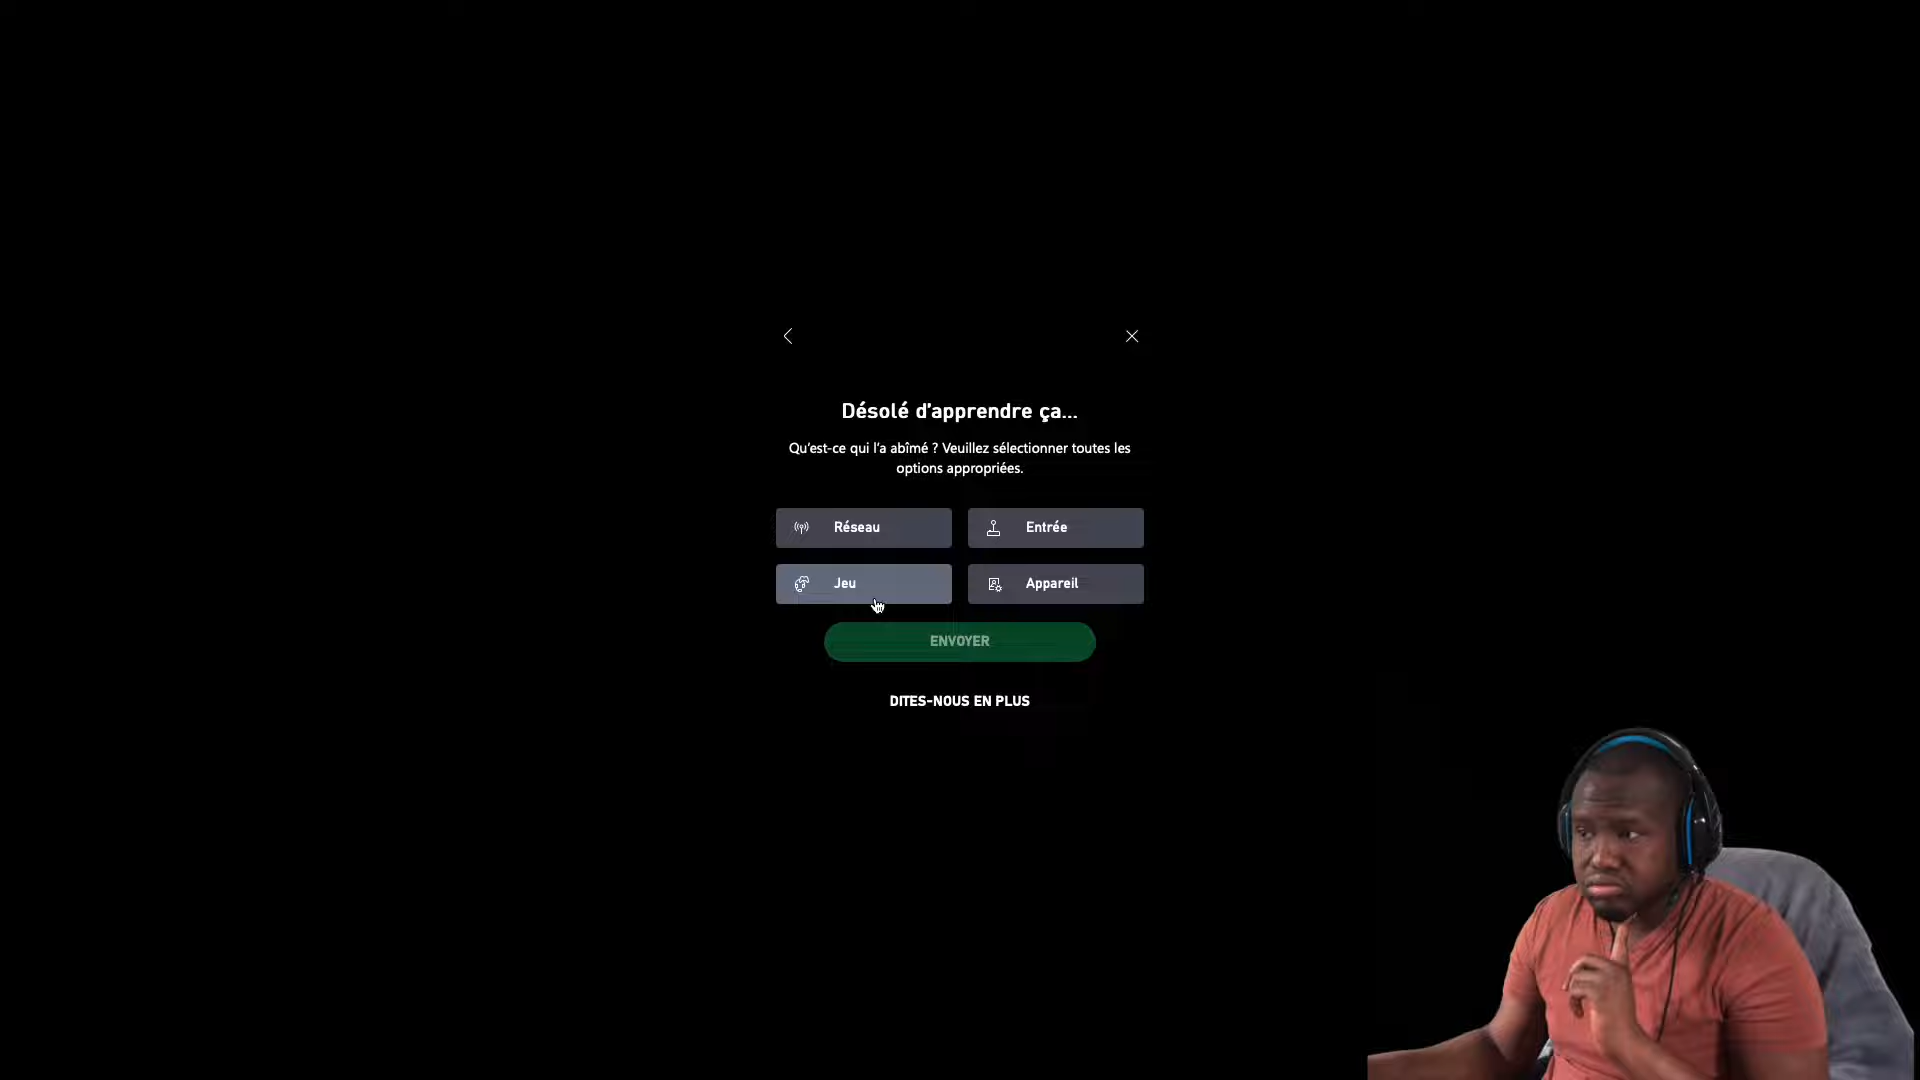 Désolé d’apprendre ça...
Qu’est-ce qui l’a abîmé ? Veuillez sélectionner toutes les
options appropriées.
Réseau
Entrée
Jeu
Appareil
ENVOYER
DITES-NOUS EN PLUS